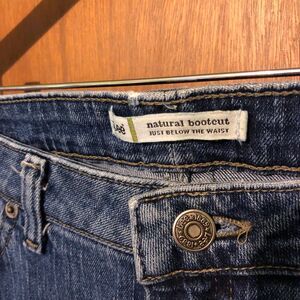 Lee
natural bootcut
JUST BELOW THE WAIST